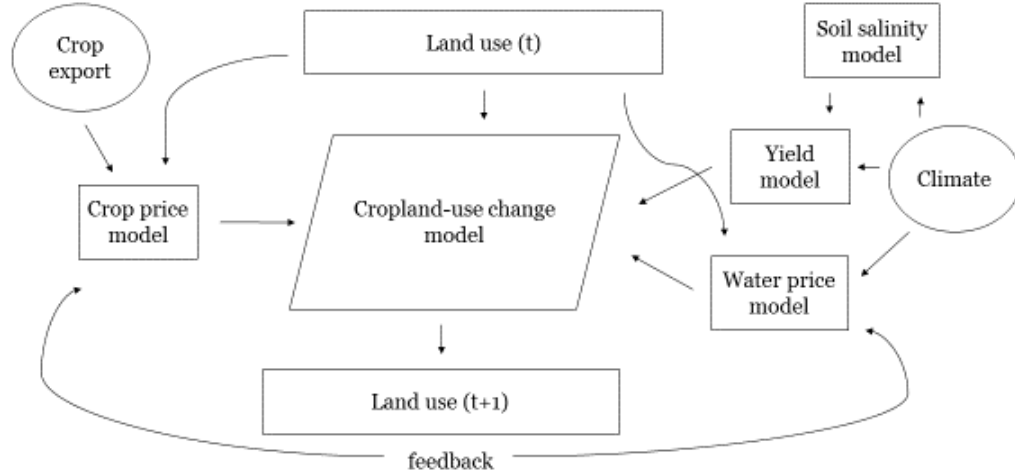 Crop
export
Land use (t)
Soil salinity
model
Yield
model
Climate
Crop price
model
Cropland-use change
model
Water price
model
Land use (t+1)
feedback